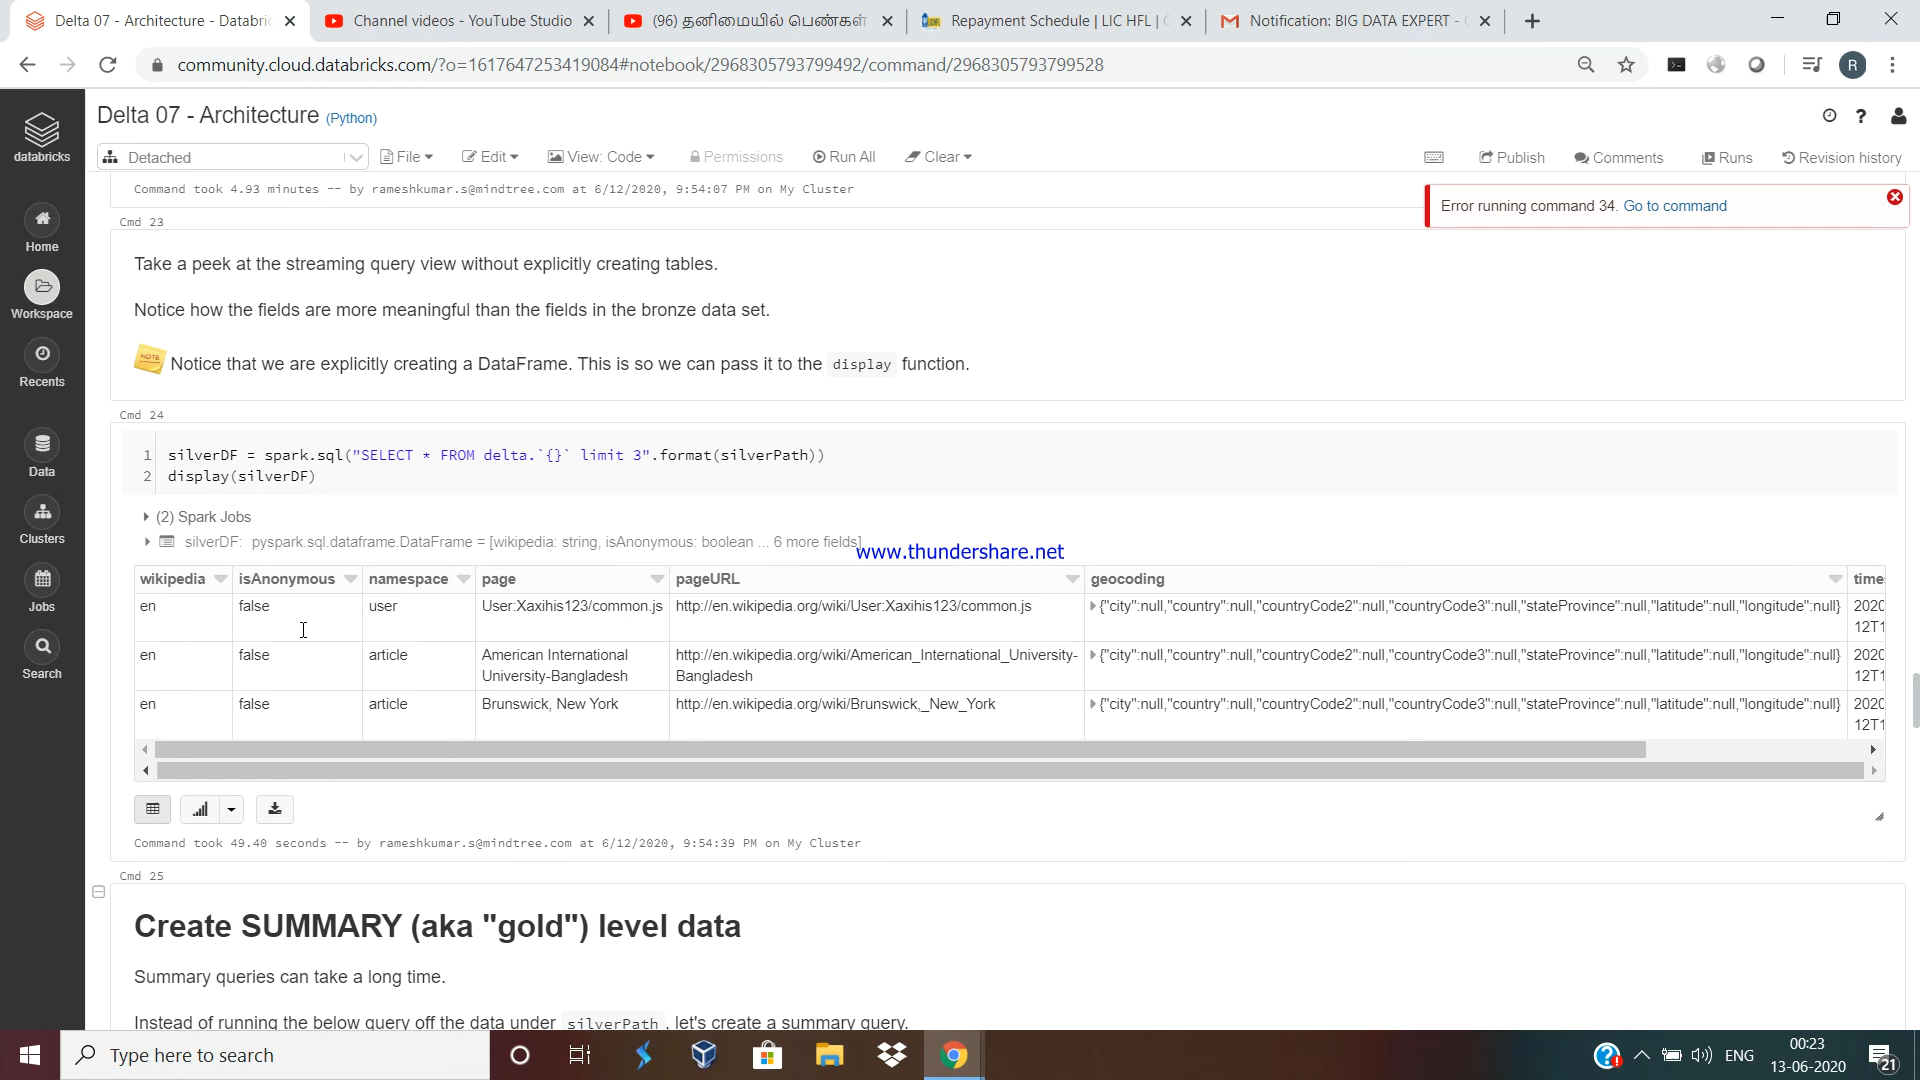 Delta 07 - Architecture - Databric
Channel videos - YouTube Studio
(96) தனிமையில் பெண்கள்
Repayment Schedule | LIC HFL | C
Notification: BIG DATA EXPERT -
community.cloud.databricks.com/?o=1617647253419084#notebook/2968305793799492/command/2968305793799528
R
databricks
Home
Workspace
Recents
Data
Clusters
Jobs
Search
Delta 07 - Architecture (Python)
Detached
File
Edit
View: Code
Permissions
Run All
Clear
Publish
Comments
Runs
Revision history
Command took 4.93 minutes -- by rameshkumar.s@mindtree.com at 6/12/2020, 9:54:07 PM on My Cluster
Error running command 34. Go to command
Cmd 23
Take a peek at the streaming query view without explicitly creating tables.
Notice how the fields are more meaningful than the fields in the bronze data set.
NOTE Notice that we are explicitly creating a DataFrame. This is so we can pass it to the display function.
Cmd 24
1 silverDF = spark.sql("SELECT * FROM delta.`{}` limit 3".format(silverPath))
2 display(silverDF)
(2) Spark Jobs
silverDF: pyspark.sql.dataframe.DataFrame = [wikipedia: string, isAnonymous: boolean ... 6 more fields]
www.thundershare.net
wikipedia isAnonymous namespace page pageURL geocoding time
en false user User:Xaxihis123/common.js http://en.wikipedia.org/wiki/User:Xaxihis123/common.js {"city":null,"country":null,"countryCode2":null,"countryCode3":null,"stateProvince":null,"latitude":null,"longitude":null} 2020
12T1
en false article American International http://en.wikipedia.org/wiki/American_International_University- {"city":null,"country":null,"countryCode2":null,"countryCode3":null,"stateProvince":null,"latitude":null,"longitude":null} 2020
University-Bangladesh Bangladesh 12T1
en false article Brunswick, New York http://en.wikipedia.org/wiki/Brunswick,_New_York {"city":null,"country":null,"countryCode2":null,"countryCode3":null,"stateProvince":null,"latitude":null,"longitude":null} 2020
12T1
Command took 49.40 seconds -- by rameshkumar.s@mindtree.com at 6/12/2020, 9:54:39 PM on My Cluster
Cmd 25
Create SUMMARY (aka "gold") level data
Summary queries can take a long time.
Instead of running the below query off the data under silverPath, let's create a summary query.
Type here to search
ENG
00:23
13-06-2020
21